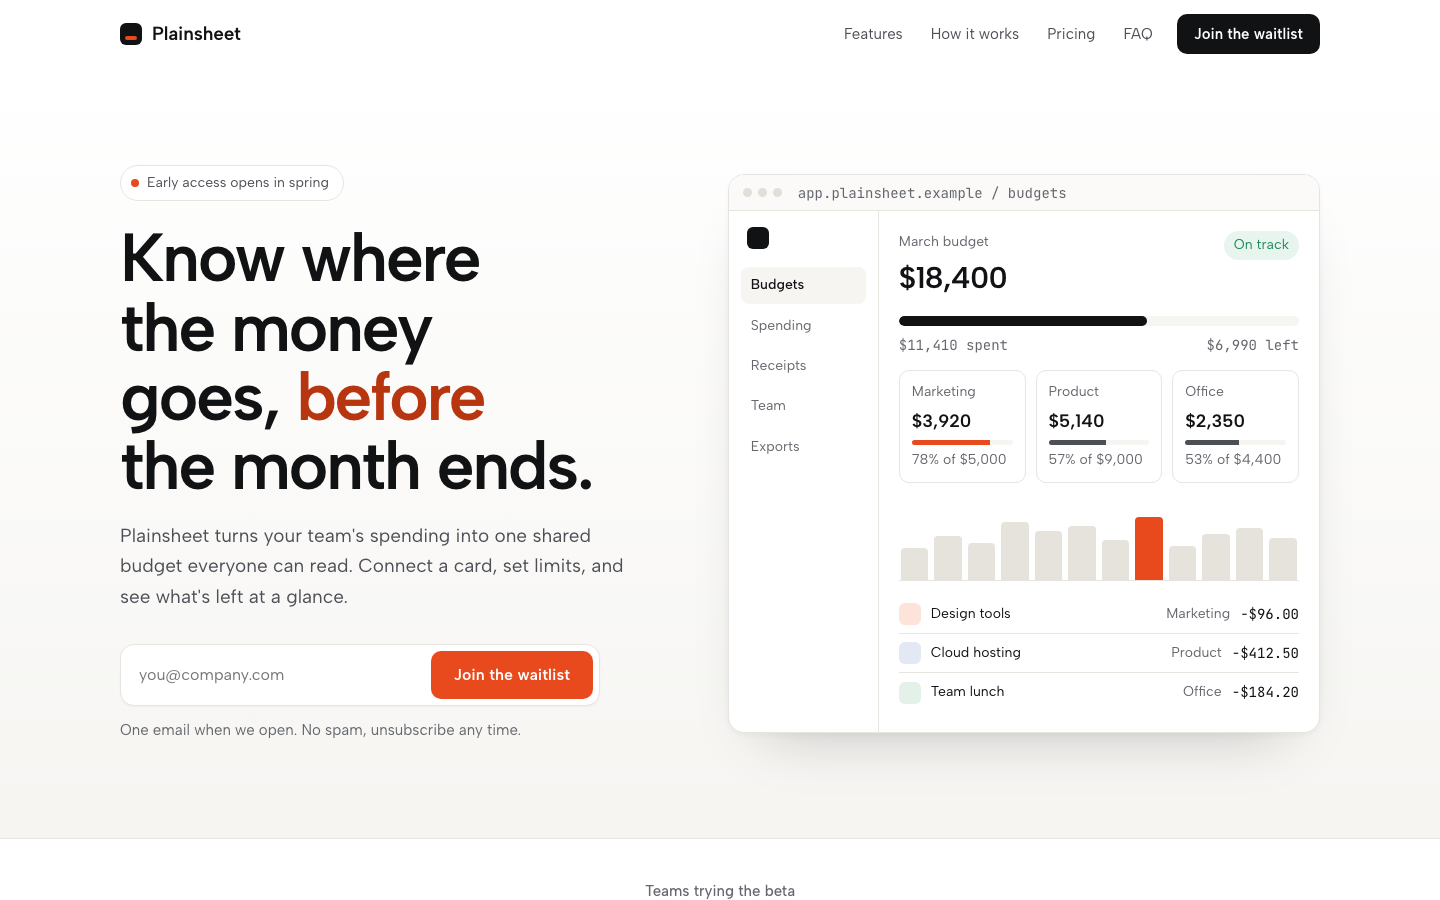 Plainsheet
Features
How it works
Pricing
FAQ
Join the waitlist
Early access opens in spring
Know where
the money
goes, before
the month ends.
Plainsheet turns your team's spending into one shared
budget everyone can read. Connect a card, set limits, and
see what's left at a glance.
you@company.com
Join the waitlist
One email when we open. No spam, unsubscribe any time.
app.plainsheet.example / budgets
Budgets
Spending
Receipts
Team
Exports
March budget
On track
$18,400
$11,410 spent
$6,990 left
Marketing
$3,920
78% of $5,000
Product
$5,140
57% of $9,000
Office
$2,350
53% of $4,400
Design tools
Marketing
-$96.00
Cloud hosting
Product
-$412.50
Team lunch
Office
-$184.20
Teams trying the beta